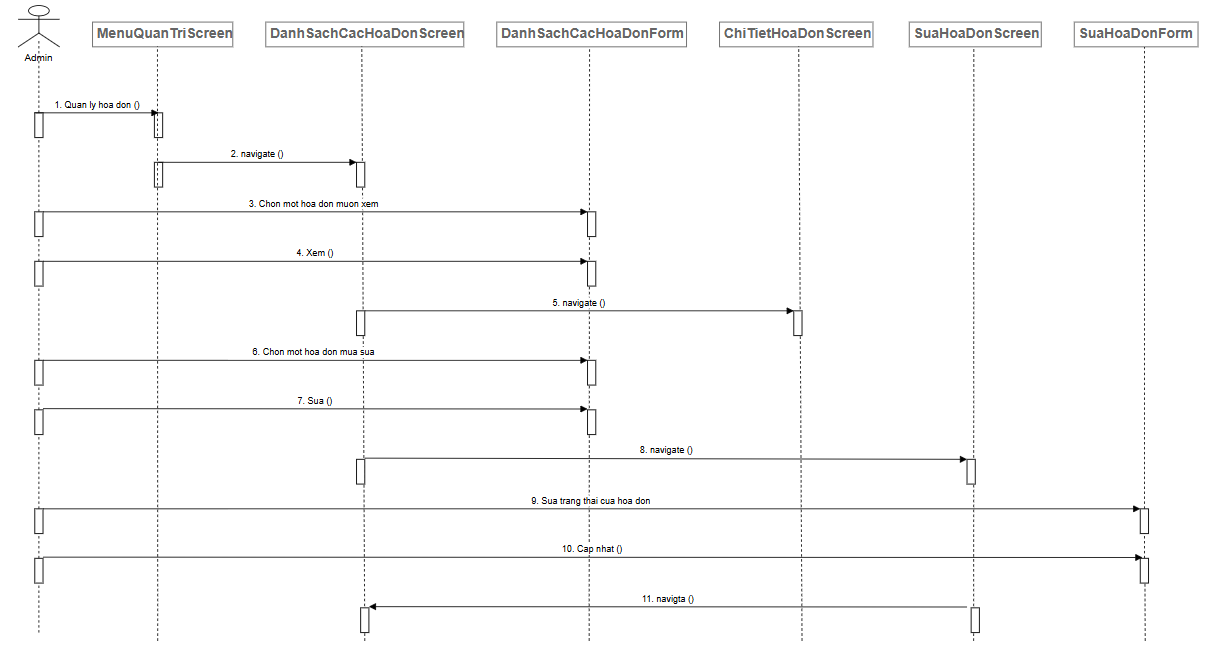 MenuQuanTriScreen
DanhSachCacHoaDonScreen
DanhSachCacHoaDonForm
ChiTietHoaDonScreen
SuaHoaDonScreen
SuaHoaDonForm
Admin
1. Quan ly hoa don ()
2. navigate ()
3. Chon mot hoa don muon xem
4. Xem ()
5. navigate ()
6. Chon mot hoa don mua sua
7. Sua ()
8. navigate ()
9. Sua trang thai cua hoa don
10. Cap nhat ()
11. navigta ()